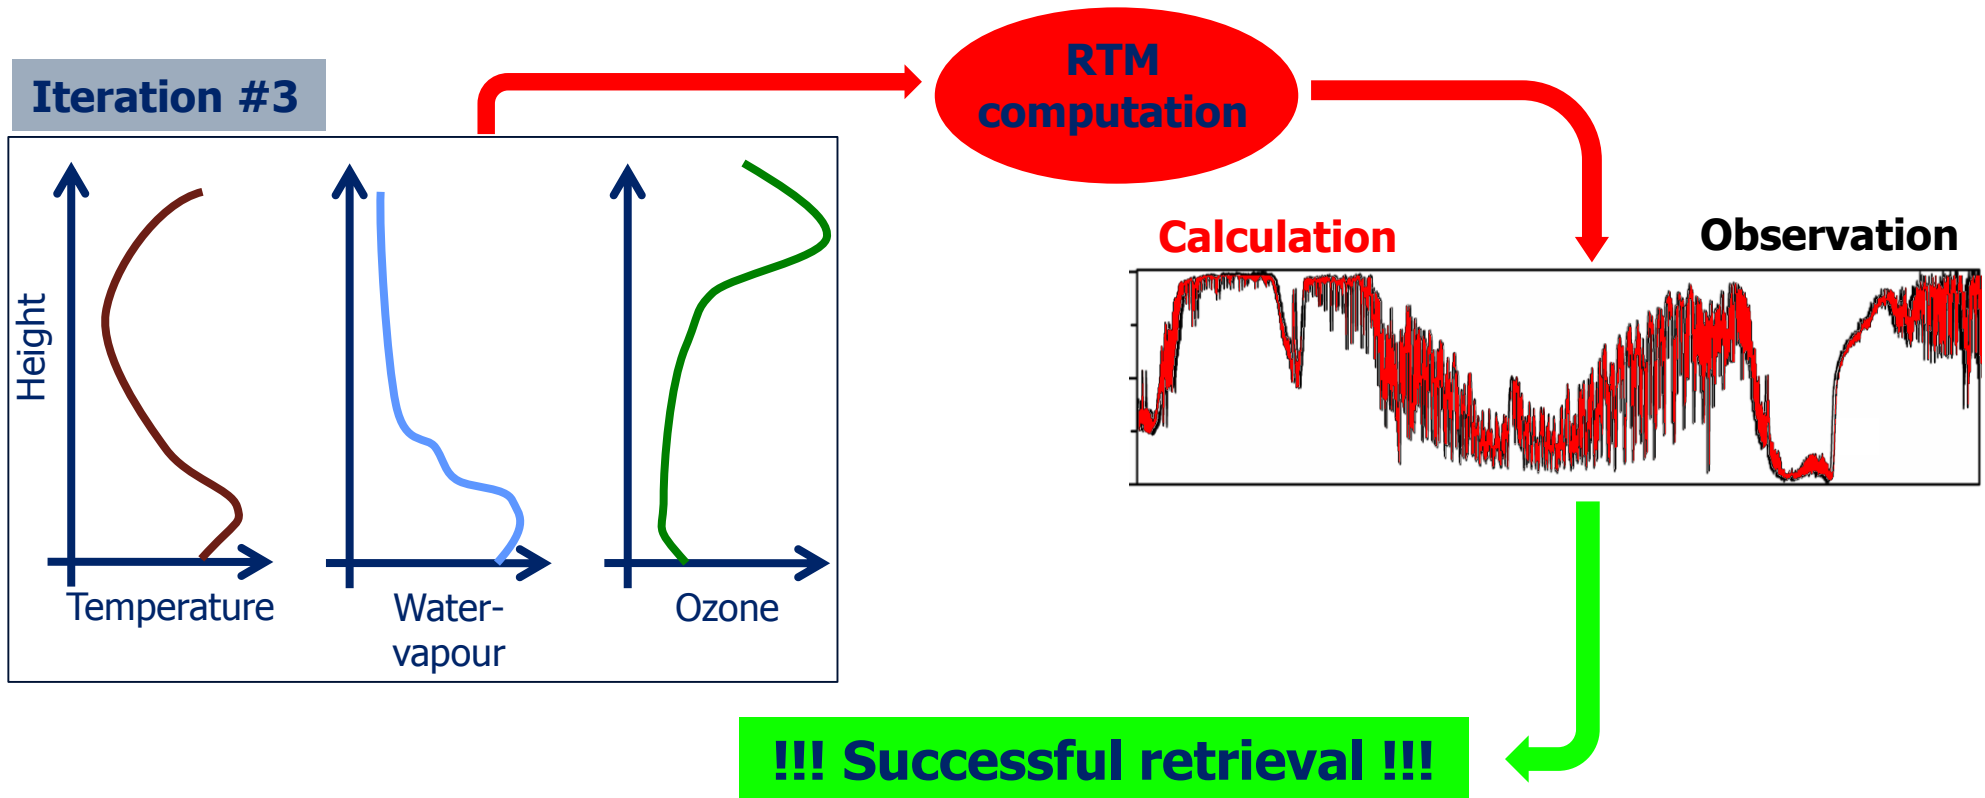 Iteration #3
RTM
computation
Calculation
Observation
Height
Temperature
Water-
vapour
Ozone
!!! Successful retrieval !!!